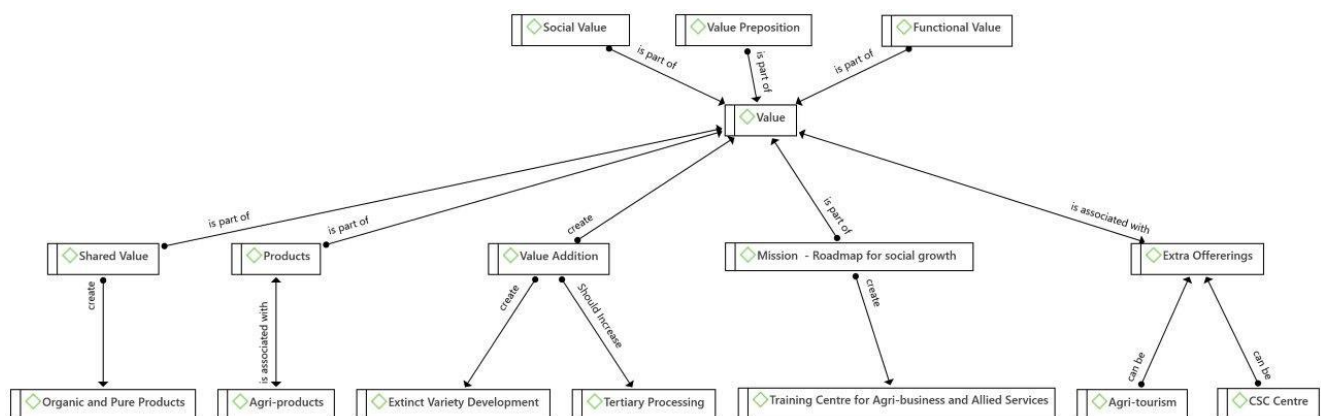 Social Value
Value Preposition
Functional Value
is part of
is part of
is part of
Value
is part of
is part of
create
is part of
is associated with
Shared Value
Products
Value Addition
Mission - Roadmap for social growth
Extra Offererings
create
is associated with
create
Should Increase
create
can be
can be
Organic and Pure Products
Agri-products
Extinct Variety Development
Tertiary Processing
Training Centre for Agri-business and Allied Services
Agri-tourism
CSC Centre